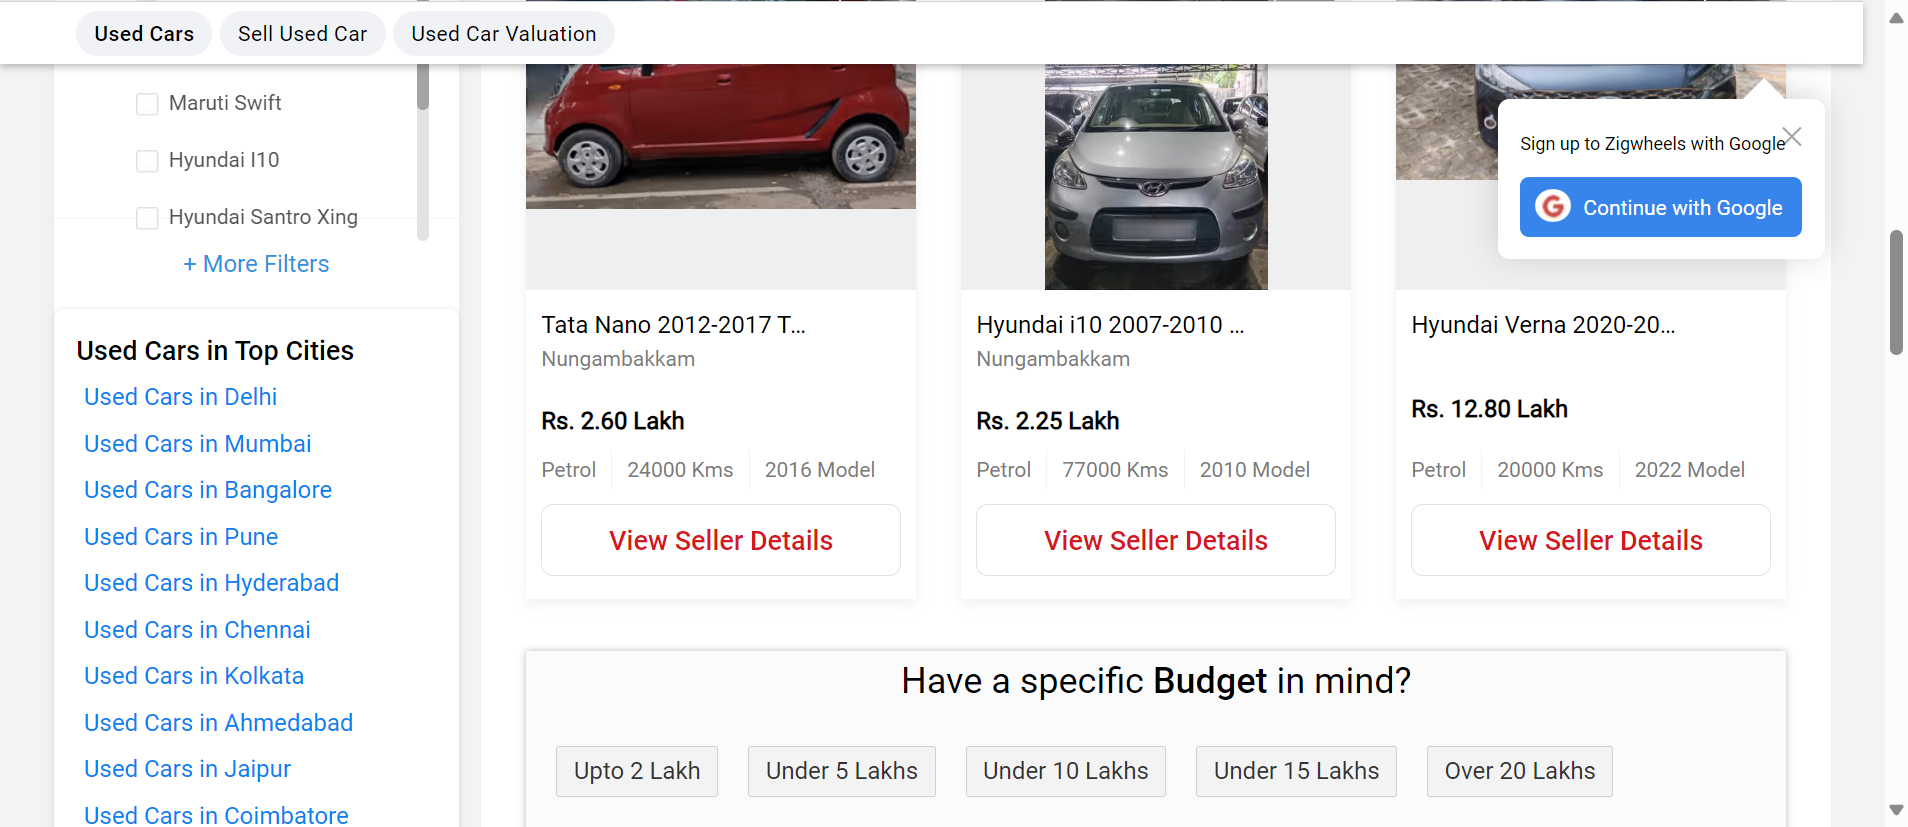 Used Cars
Sell Used Car
Used Car Valuation
Maruti Swift
Hyundai I10
Hyundai Santro Xing
+ More Filters
Used Cars in Top Cities
Used Cars in Delhi
Used Cars in Mumbai
Used Cars in Bangalore
Used Cars in Pune
Used Cars in Hyderabad
Used Cars in Chennai
Used Cars in Kolkata
Used Cars in Ahmedabad
Used Cars in Jaipur
Used Cars in Coimbatore
Tata Nano 2012-2017 T...
Nungambakkam
Rs. 2.60 Lakh
Petrol 24000 Kms 2016 Model
View Seller Details
Hyundai i10 2007-2010 ...
Nungambakkam
Rs. 2.25 Lakh
Petrol 77000 Kms 2010 Model
View Seller Details
Hyundai Verna 2020-20...
Rs. 12.80 Lakh
Petrol 20000 Kms 2022 Model
View Seller Details
Sign up to Zigwheels with Google
G Continue with Google
Have a specific Budget in mind?
Upto 2 Lakh
Under 5 Lakhs
Under 10 Lakhs
Under 15 Lakhs
Over 20 Lakhs